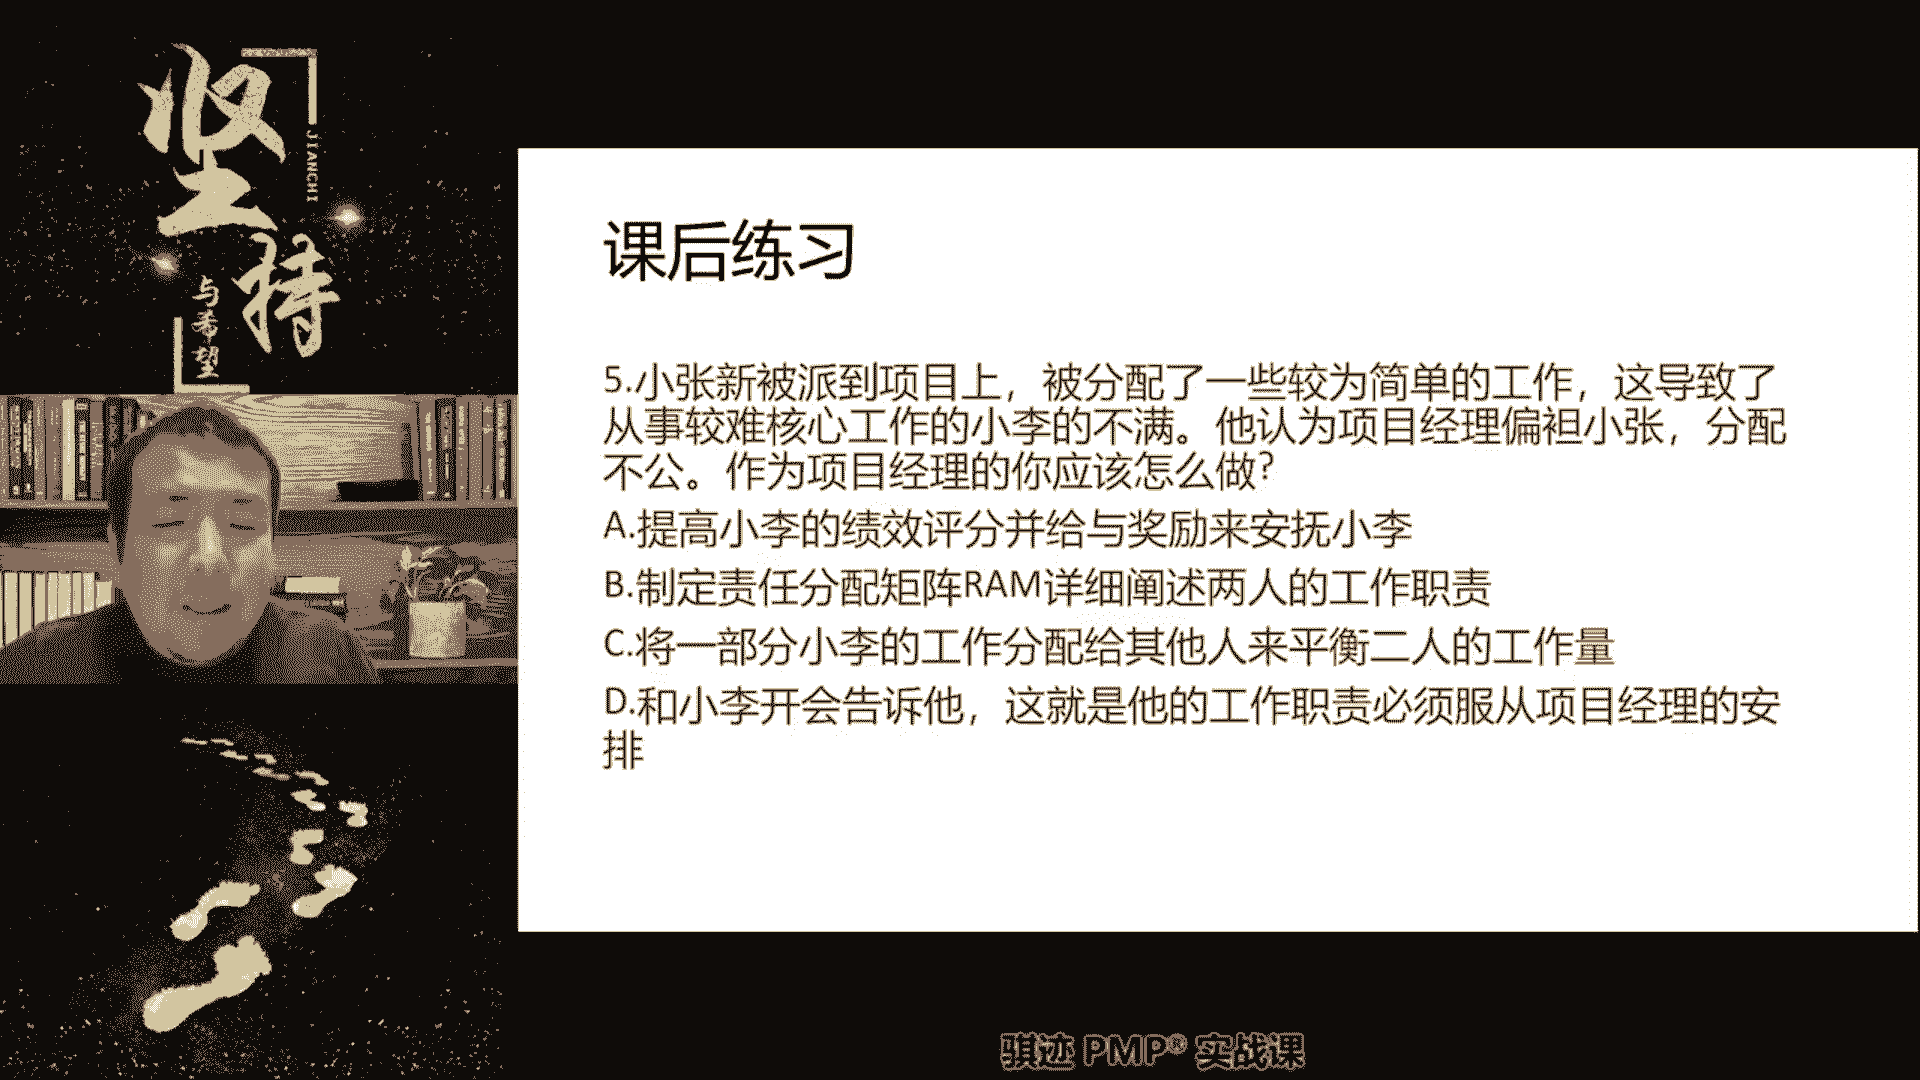 坚持
JIANCHI
与希望
课后练习
5.小张新被派到项目上，被分配了一些较为简单的工作，这导致了
从事较难核心工作的小李的不满。他认为项目经理偏袒小张，分配
不公。作为项目经理的你应该怎么做?
A.提高小李的绩效评分并给与奖励来安抚小李
B.制定责任分配矩阵RAM详细阐述两人的工作职责
C.将一部分小李的工作分配给其他人来平衡二人的工作量
D.和小李开会告诉他，这就是他的工作职责必须服从项目经理的安
排
骐迹 PMP® 实战课